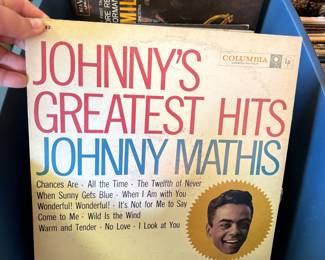 COLUMBIA
JOHNNY'S
GREATEST HITS
JOHNNY MATHIS
Chances Are - All the Time - The Twelfth of Never
When Sunny Gets Blue - When I Am with You
Wonderful! Wonderful! - It's Not for Me to Say
Come to Me - Wild Is the Wind
Warm and Tender - No Love - I Look at You